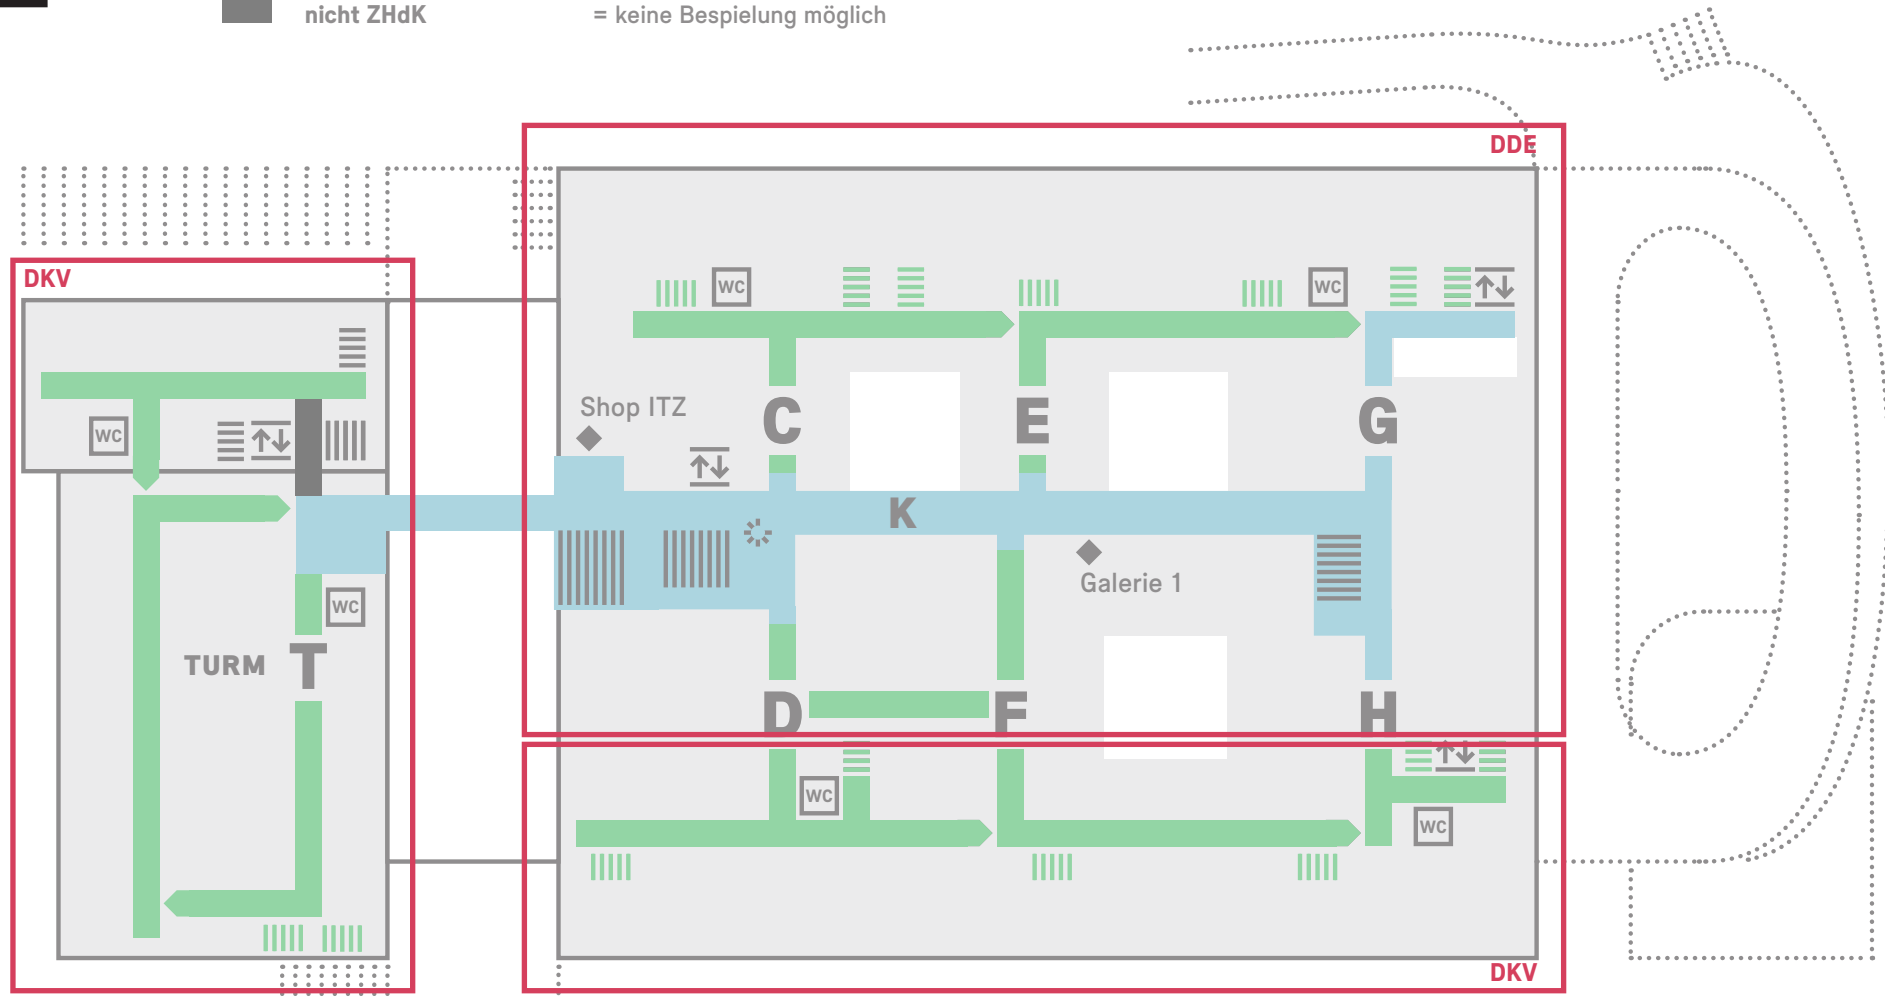 nicht ZHdK = keine Bespielung möglich
DDE
DKV
WC
WC
Shop ITZ
C
E
G
WC
K
Galerie 1
WC
TURM T
D
F
H
WC
WC
DKV